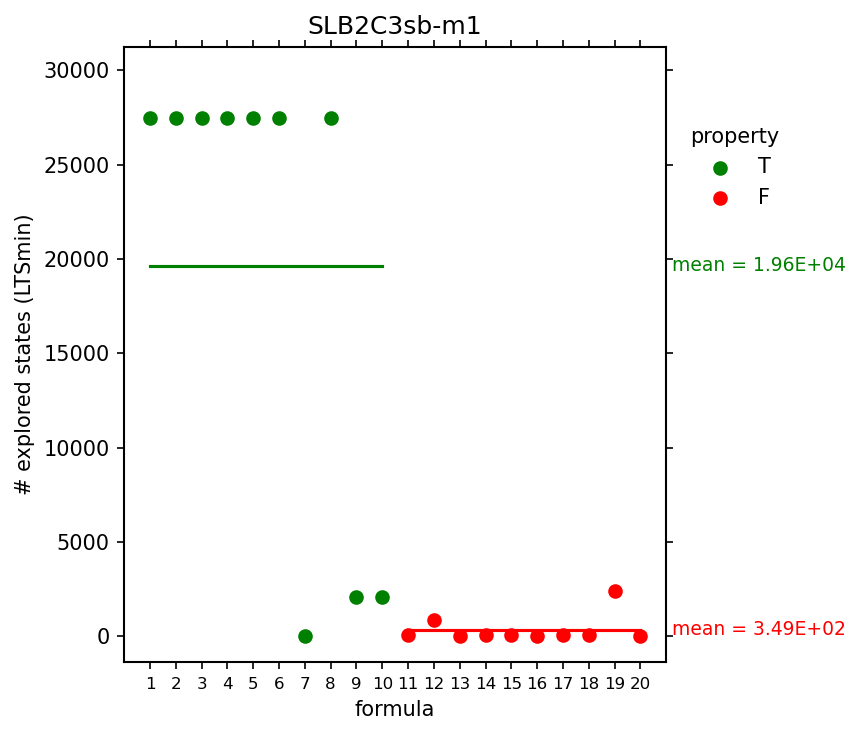 SLB2C3sb-m1
# explored states (LTSmin)
30000
25000
20000
15000
10000
5000
0
1 2 3 4 5 6 7 8 9 10 11 12 13 14 15 16 17 18 19 20
formula
property
T
F
mean = 1.96E+04
mean = 3.49E+02